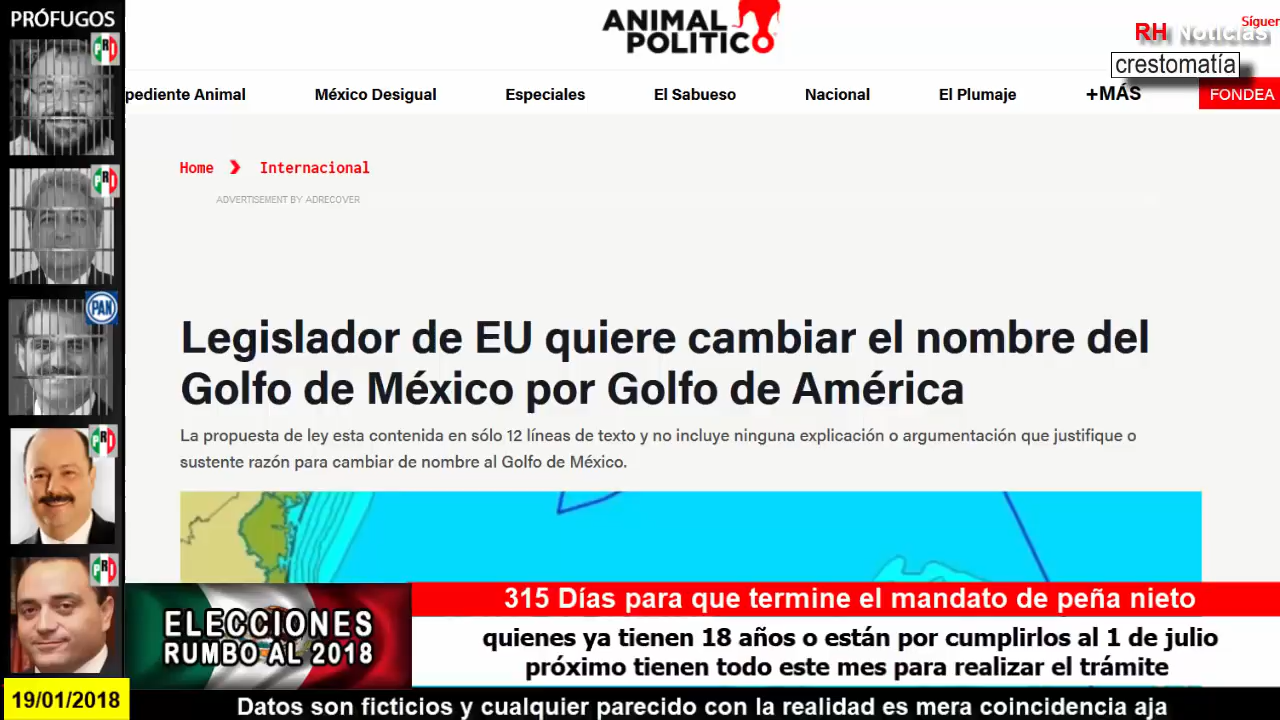 PRÓFUGOS
PRI
PRI
PAN
PRI
PRI
19/01/2018
ANIMAL
POLITICO
Síguer
RH Noticias
crestomatía
pediente Animal
México Desigual
Especiales
El Sabueso
Nacional
El Plumaje
+MÁS
FONDEA
Home
Internacional
ADVERTISEMENT BY ADRECOVER
Legislador de EU quiere cambiar el nombre del
Golfo de México por Golfo de América
La propuesta de ley esta contenida en sólo 12 líneas de texto y no incluye ninguna explicación o argumentación que justifique o
sustente razón para cambiar de nombre al Golfo de México.
ELECCIONES
RUMBO AL 2018
315 Días para que termine el mandato de peña nieto
quienes ya tienen 18 años o están por cumplirlos al 1 de julio
próximo tienen todo este mes para realizar el trámite
Datos son ficticios y cualquier parecido con la realidad es mera coincidencia aja